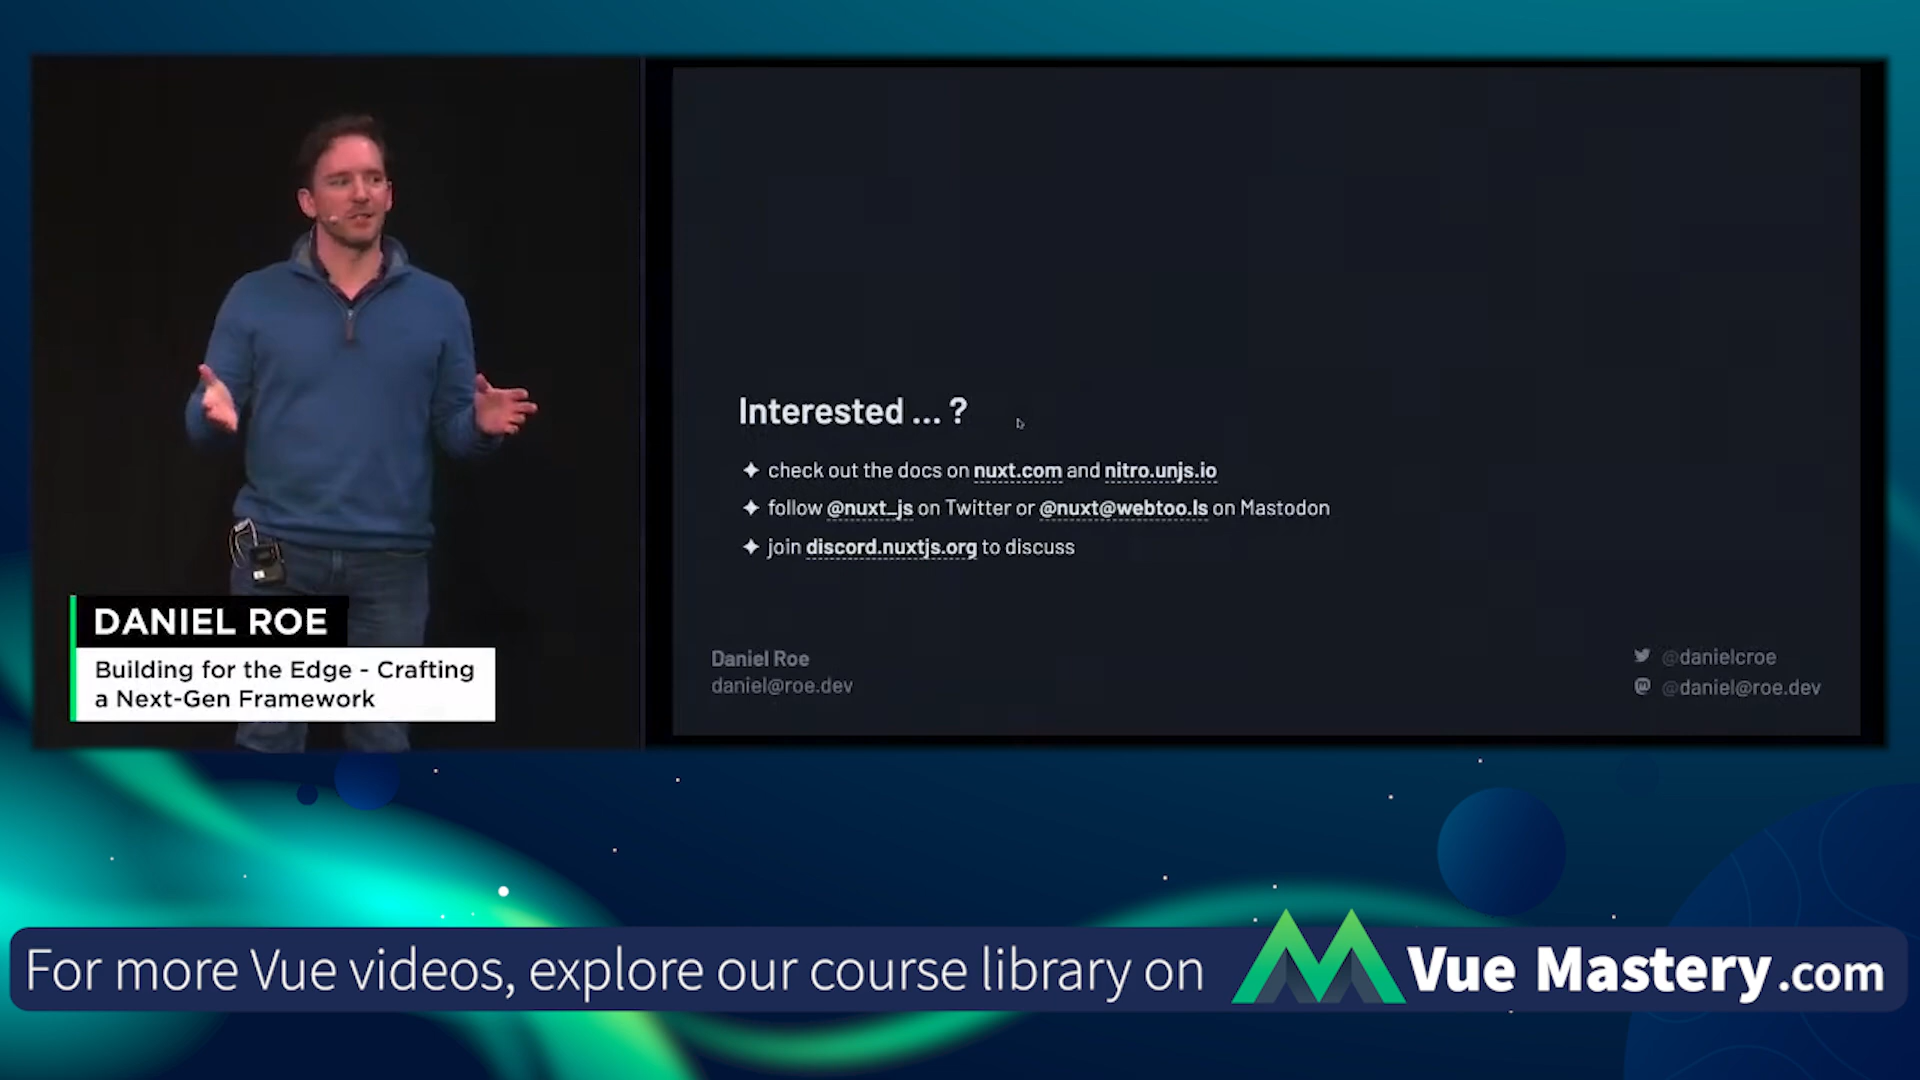 Interested ... ?
check out the docs on nuxt.com and nitro.unjs.io
follow @nuxt_js on Twitter or @nuxt@webtoo.ls on Mastodon
join discord.nuxtjs.org to discuss
Daniel Roe
daniel@roe.dev
@danielcroe
@daniel@roe.dev
DANIEL ROE
Building for the Edge - Crafting
a Next-Gen Framework
For more Vue videos, explore our course library on Vue Mastery.com